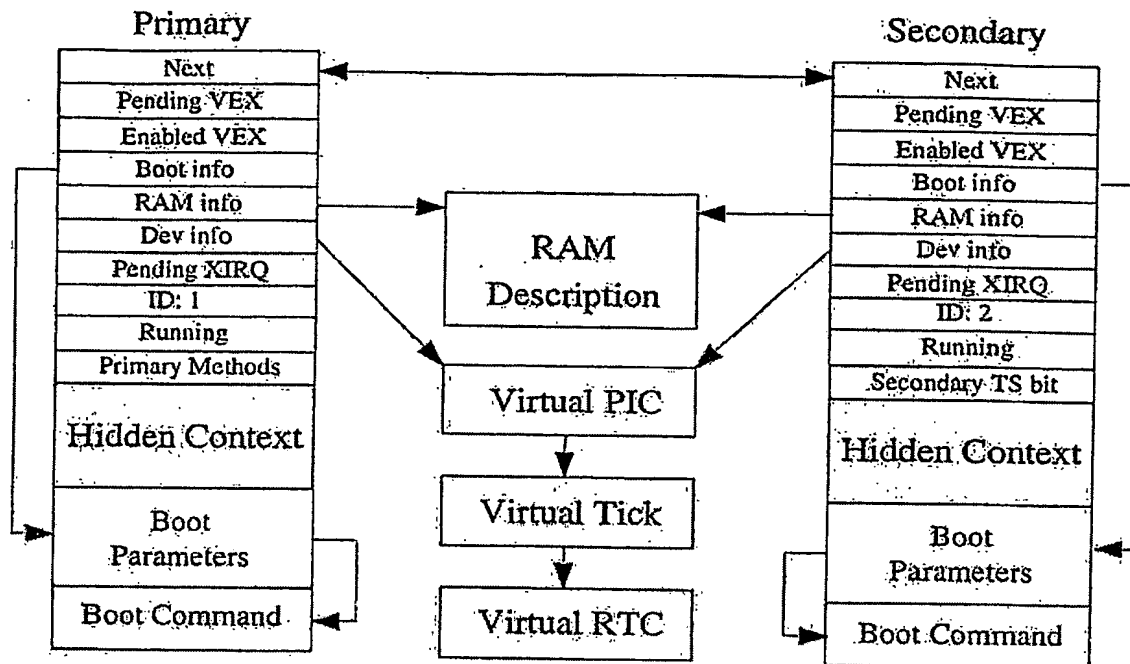 Primary
Next
Pending VEX
Enabled VEX
Boot info
RAM info
Dev info
Pending XIRQ
ID: 1
Running
Primary Methods
Hidden Context
Boot
Parameters
Boot Command
RAM
Description
Virtual PIC
Virtual Tick
Virtual RTC
Secondary
Next
Pending VEX
Enabled VEX
Boot info
RAM info
Dev info
Pending XIRQ
ID: 2
Running
Secondary TS bit
Hidden Context
Boot
Parameters
Boot Command